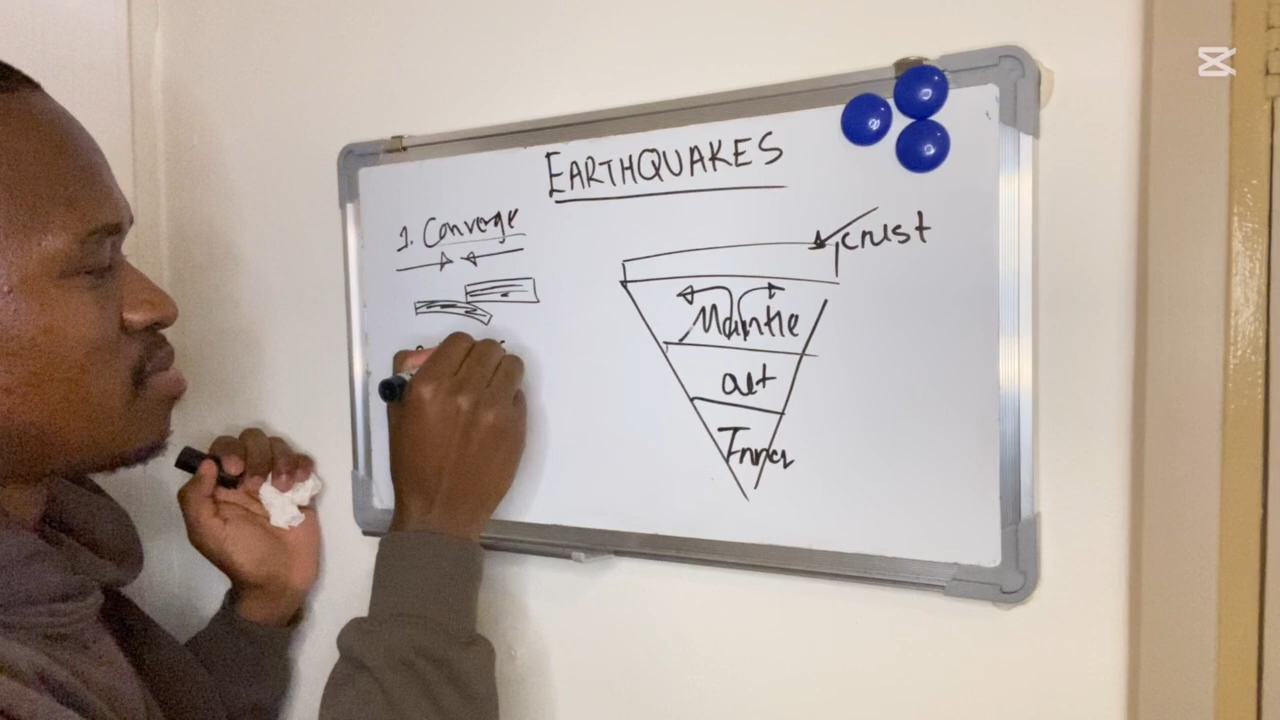 EARTHQUAKES
1. Converge
crust
Mantle
out
Inner